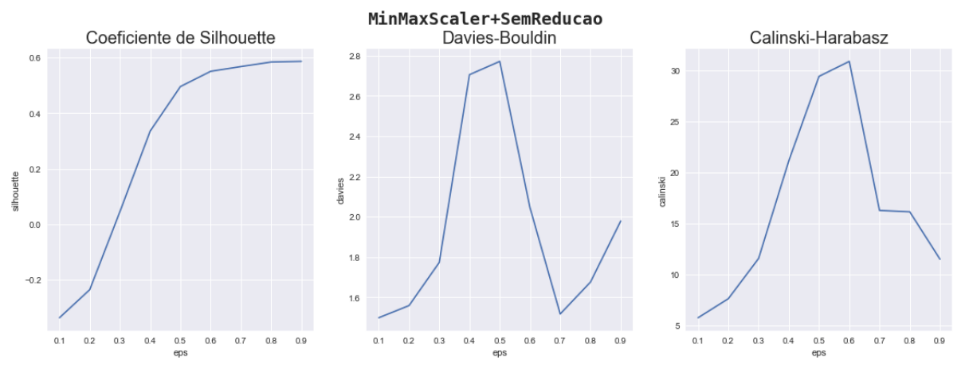 MinMaxScaler+SemReducao
Coeficiente de Silhouette
0.6
0.4
0.2
0.0
−0.2
silhouette
0.1 0.2 0.3 0.4 0.5 0.6 0.7 0.8 0.9
eps
Davies-Bouldin
2.8
2.6
2.4
2.2
2.0
1.8
1.6
davies
0.1 0.2 0.3 0.4 0.5 0.6 0.7 0.8 0.9
eps
Calinski-Harabasz
30
25
20
15
10
5
calinski
0.1 0.2 0.3 0.4 0.5 0.6 0.7 0.8 0.9
eps